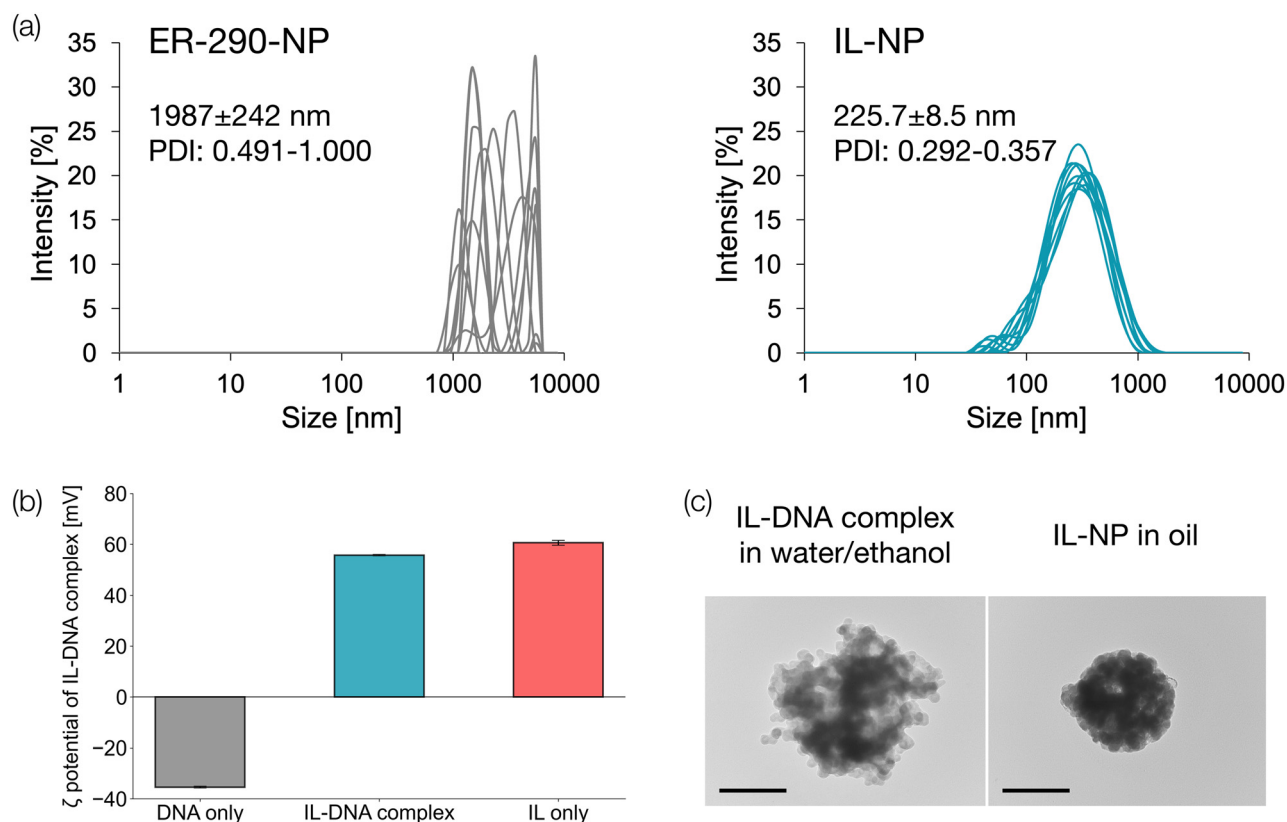 (a)
ER-290-NP
1987±242 nm
PDI: 0.491-1.000
Intensity [%]
35
30
25
20
15
10
5
0
1
10
100
1000
10000
Size [nm]
IL-NP
225.7±8.5 nm
PDI: 0.292-0.357
Intensity [%]
35
30
25
20
15
10
5
0
1
10
100
1000
10000
Size [nm]
(b)
ζ potential of IL-DNA complex [mV]
80
60
40
20
0
−20
−40
DNA only
IL-DNA complex
IL only
(c)
IL-DNA complex
in water/ethanol
IL-NP in oil